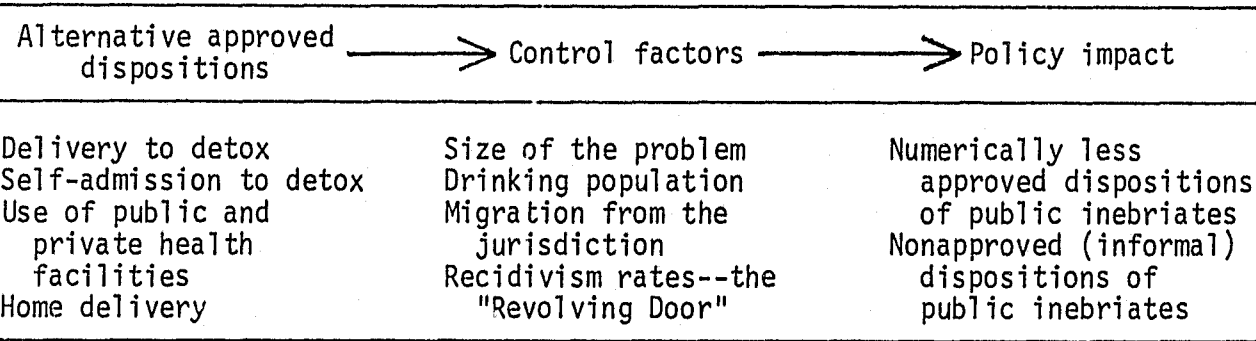 Alternative approved dispositions
Control factors
Policy impact
Delivery to detox
Self-admission to detox
Use of public and
private health
facilities
Home delivery
Size of the problem
Drinking population
Migration from the
jurisdiction
Recidivism rates--the
"Revolving Door"
Numerically less
approved dispositions
of public inebriates
Nonapproved (informal)
dispositions of
public inebriates